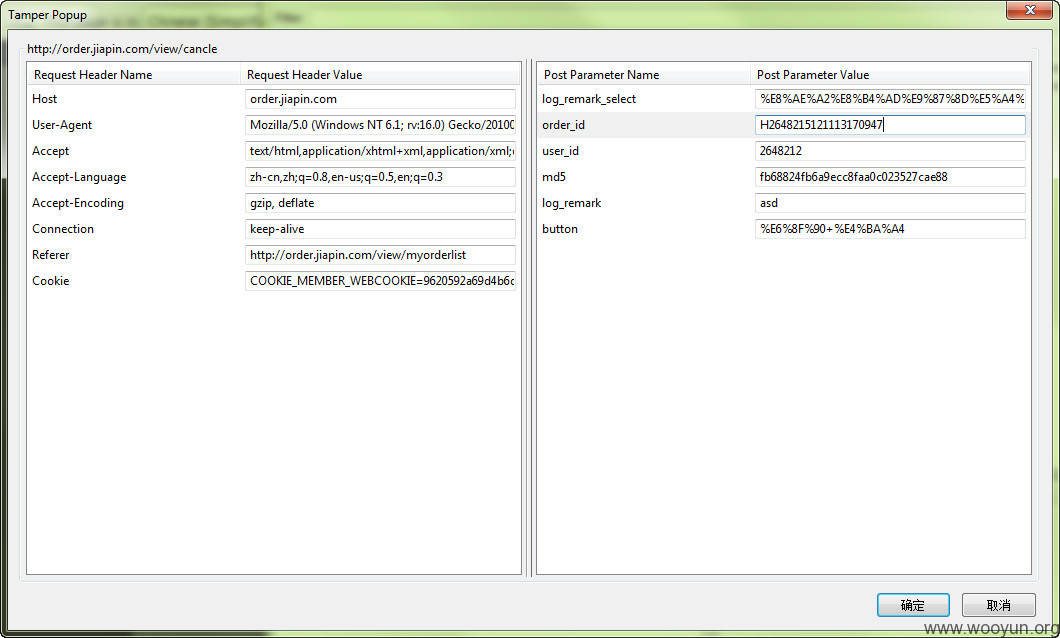 Tamper Popup
http://order.jiapin.com/view/cancle
Request Header Name Request Header Value
Host order.jiapin.com
User-Agent Mozilla/5.0 (Windows NT 6.1; rv:16.0) Gecko/20100
Accept text/html,application/xhtml+xml,application/xml;
Accept-Language zh-cn,zh;q=0.8,en-us;q=0.5,en;q=0.3
Accept-Encoding gzip, deflate
Connection keep-alive
Referer http://order.jiapin.com/view/myorderlist
Cookie COOKIE_MEMBER_WEBCOOKIE=9620592a69d4b6c
Post Parameter Name Post Parameter Value
log_remark_select %E8%AE%A2%E8%B4%AD%E9%87%8D%E5%A4%
order_id H2648215121113170947
user_id 2648212
md5 fb68824fb6a9ecc8faa0c023527cae88
log_remark asd
button %E6%8F%90+%E4%BA%A4
确定 取消
www.wooyun.org